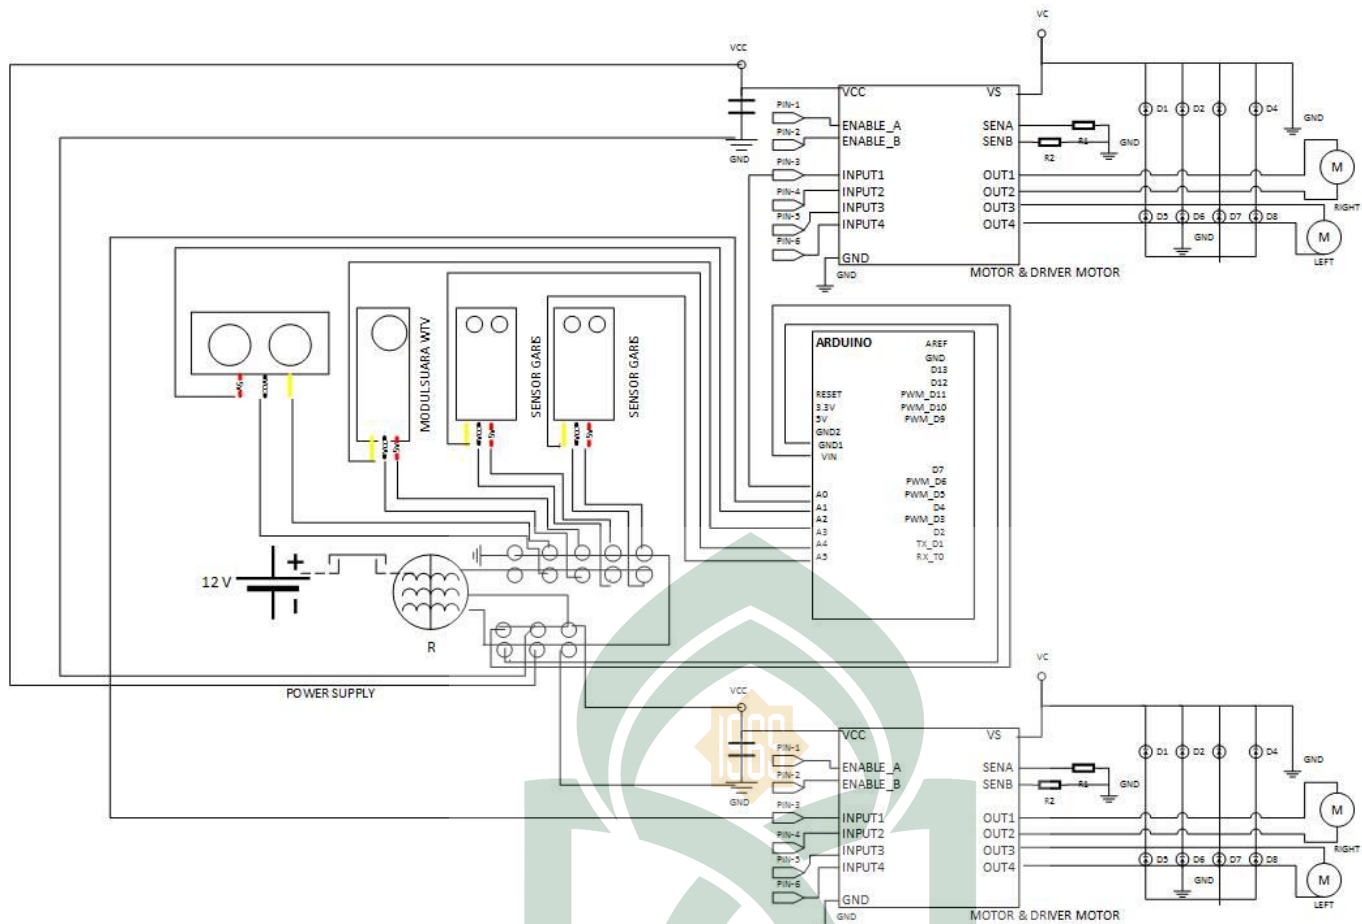 VC
VCC
VCC
VS
PIN-1
ENABLE_A
SENA
PIN-2
ENABLE_B
SENB
GND
R1
R2
GND
PIN-3
INPUT1
OUT1
PIN-4
INPUT2
OUT2
PIN-5
INPUT3
OUT3
PIN-6
INPUT4
OUT4
GND
GND
MOTOR & DRIVER MOTOR
D1
D2
D4
GND
M
RIGHT
D5
D6
D7
D8
GND
M
LEFT
MODULSUARA WTV
SENSOR GARIS
SENSOR GARIS
ARDUINO
AREF
GND
D13
D12
RESET
PWM_D11
3.3V
PWM_D10
5V
PWM_D9
GND2
GND1
VIN
D7
PWM_D6
A0
PWM_D5
A1
D4
A2
PWM_D3
A3
D2
A4
TX_D1
A5
RX_T0
12 V
+
R
POWER SUPPLY
1969
VC
VCC
VCC
VS
PIN-1
ENABLE_A
SENA
PIN-2
ENABLE_B
SENB
GND
R1
R2
GND
PIN-3
INPUT1
OUT1
PIN-4
INPUT2
OUT2
PIN-5
INPUT3
OUT3
PIN-6
INPUT4
OUT4
GND
GND
MOTOR & DRIVER MOTOR
D1
D2
D4
GND
M
RIGHT
D5
D6
D7
D8
GND
M
LEFT